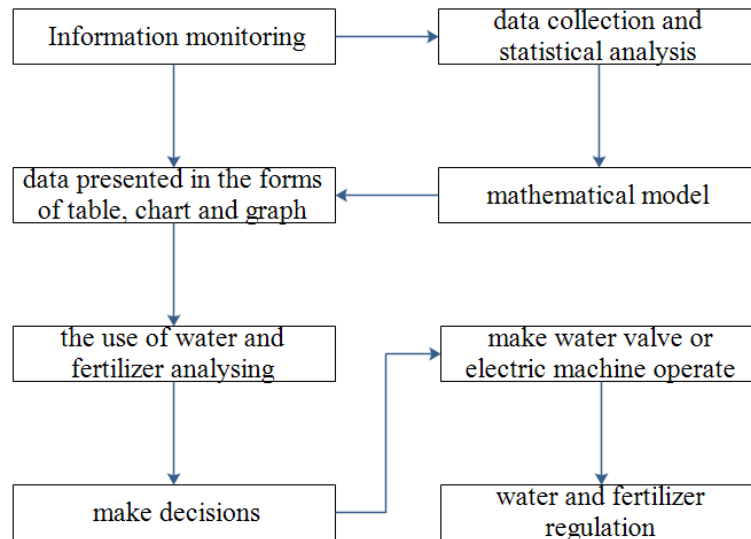 Information monitoring
data collection and
statistical analysis
data presented in the forms
of table, chart and graph
mathematical model
the use of water and
fertilizer analysing
make water valve or
electric machine operate
make decisions
water and fertilizer
regulation